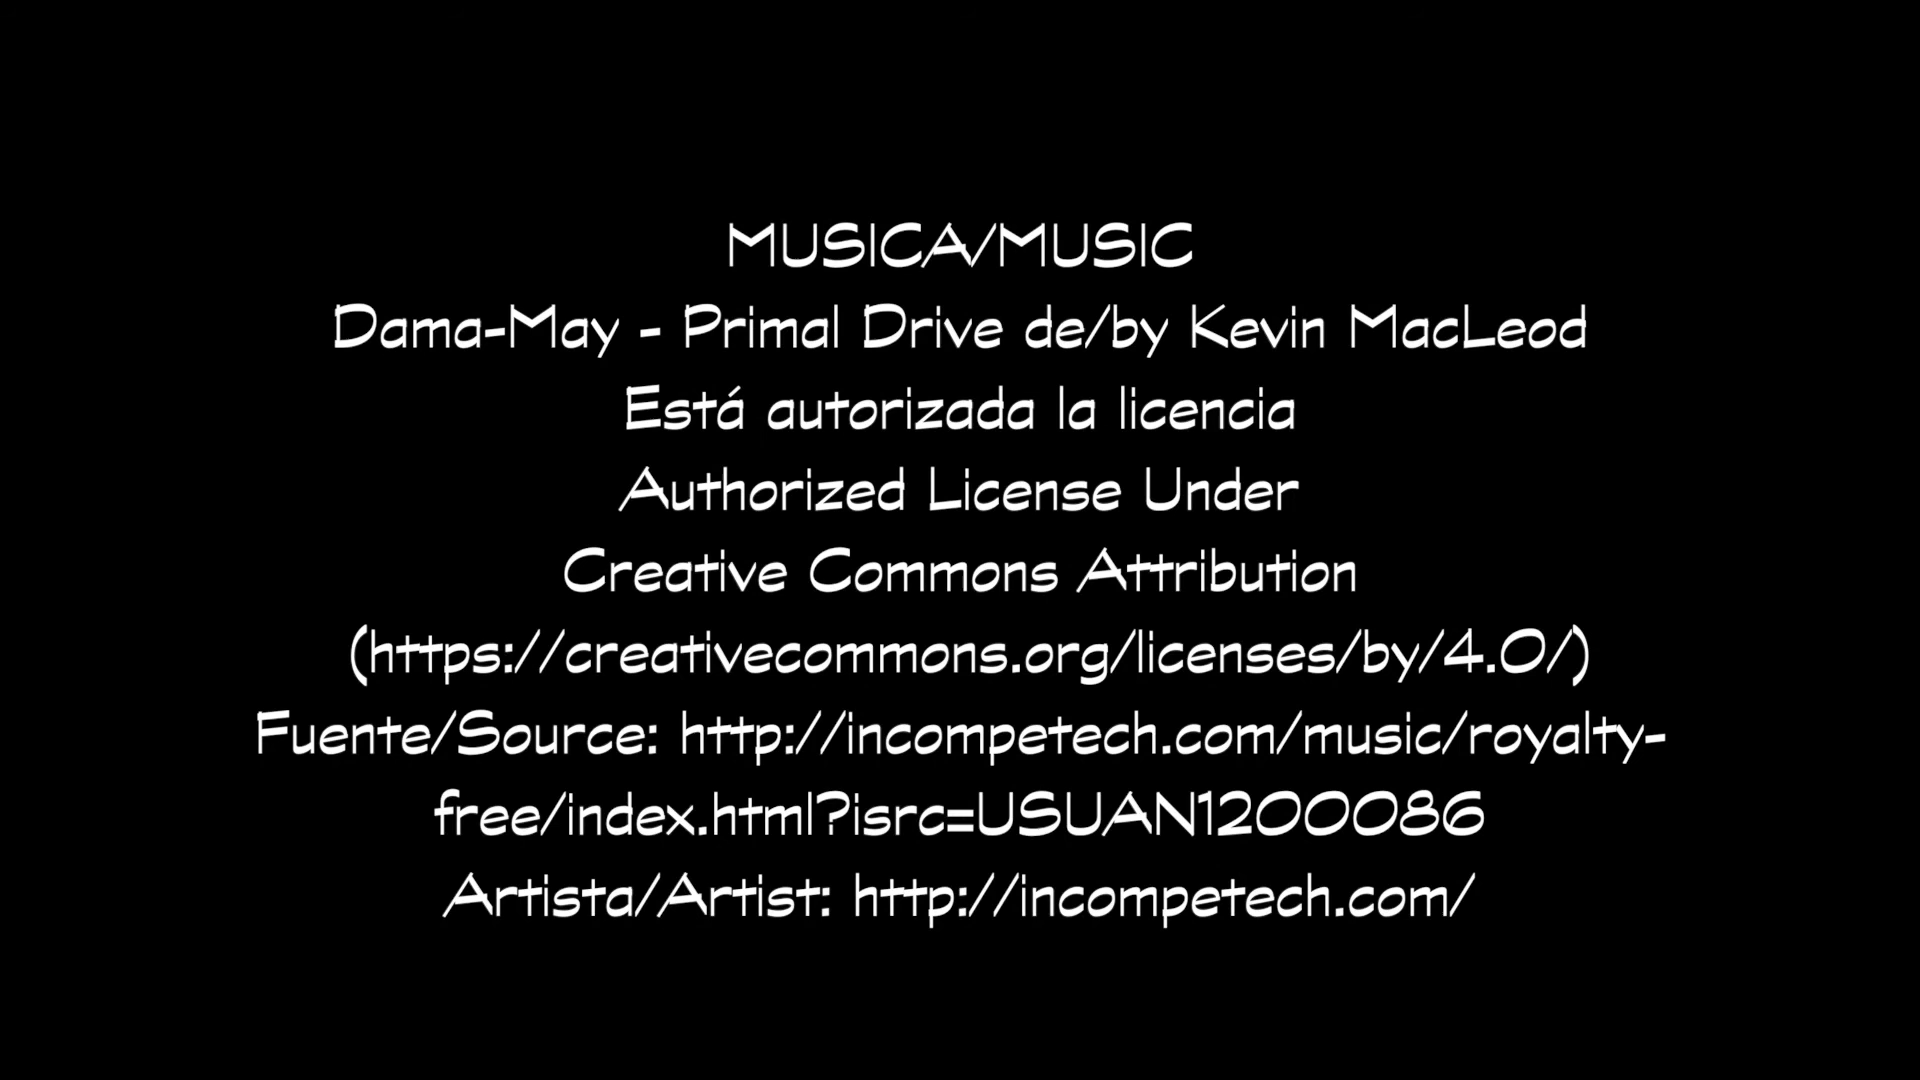 MUSICA/MUSIC
Dama-May - Primal Drive de/by Kevin MacLeod
Está autorizada la licencia
Authorized License Under
Creative Commons Attribution
(https://creativecommons.org/licenses/by/4.0/)
Fuente/Source: http://incompetech.com/music/royalty-
free/index.html?isrc=USUAN1200086
Artista/Artist: http://incompetech.com/